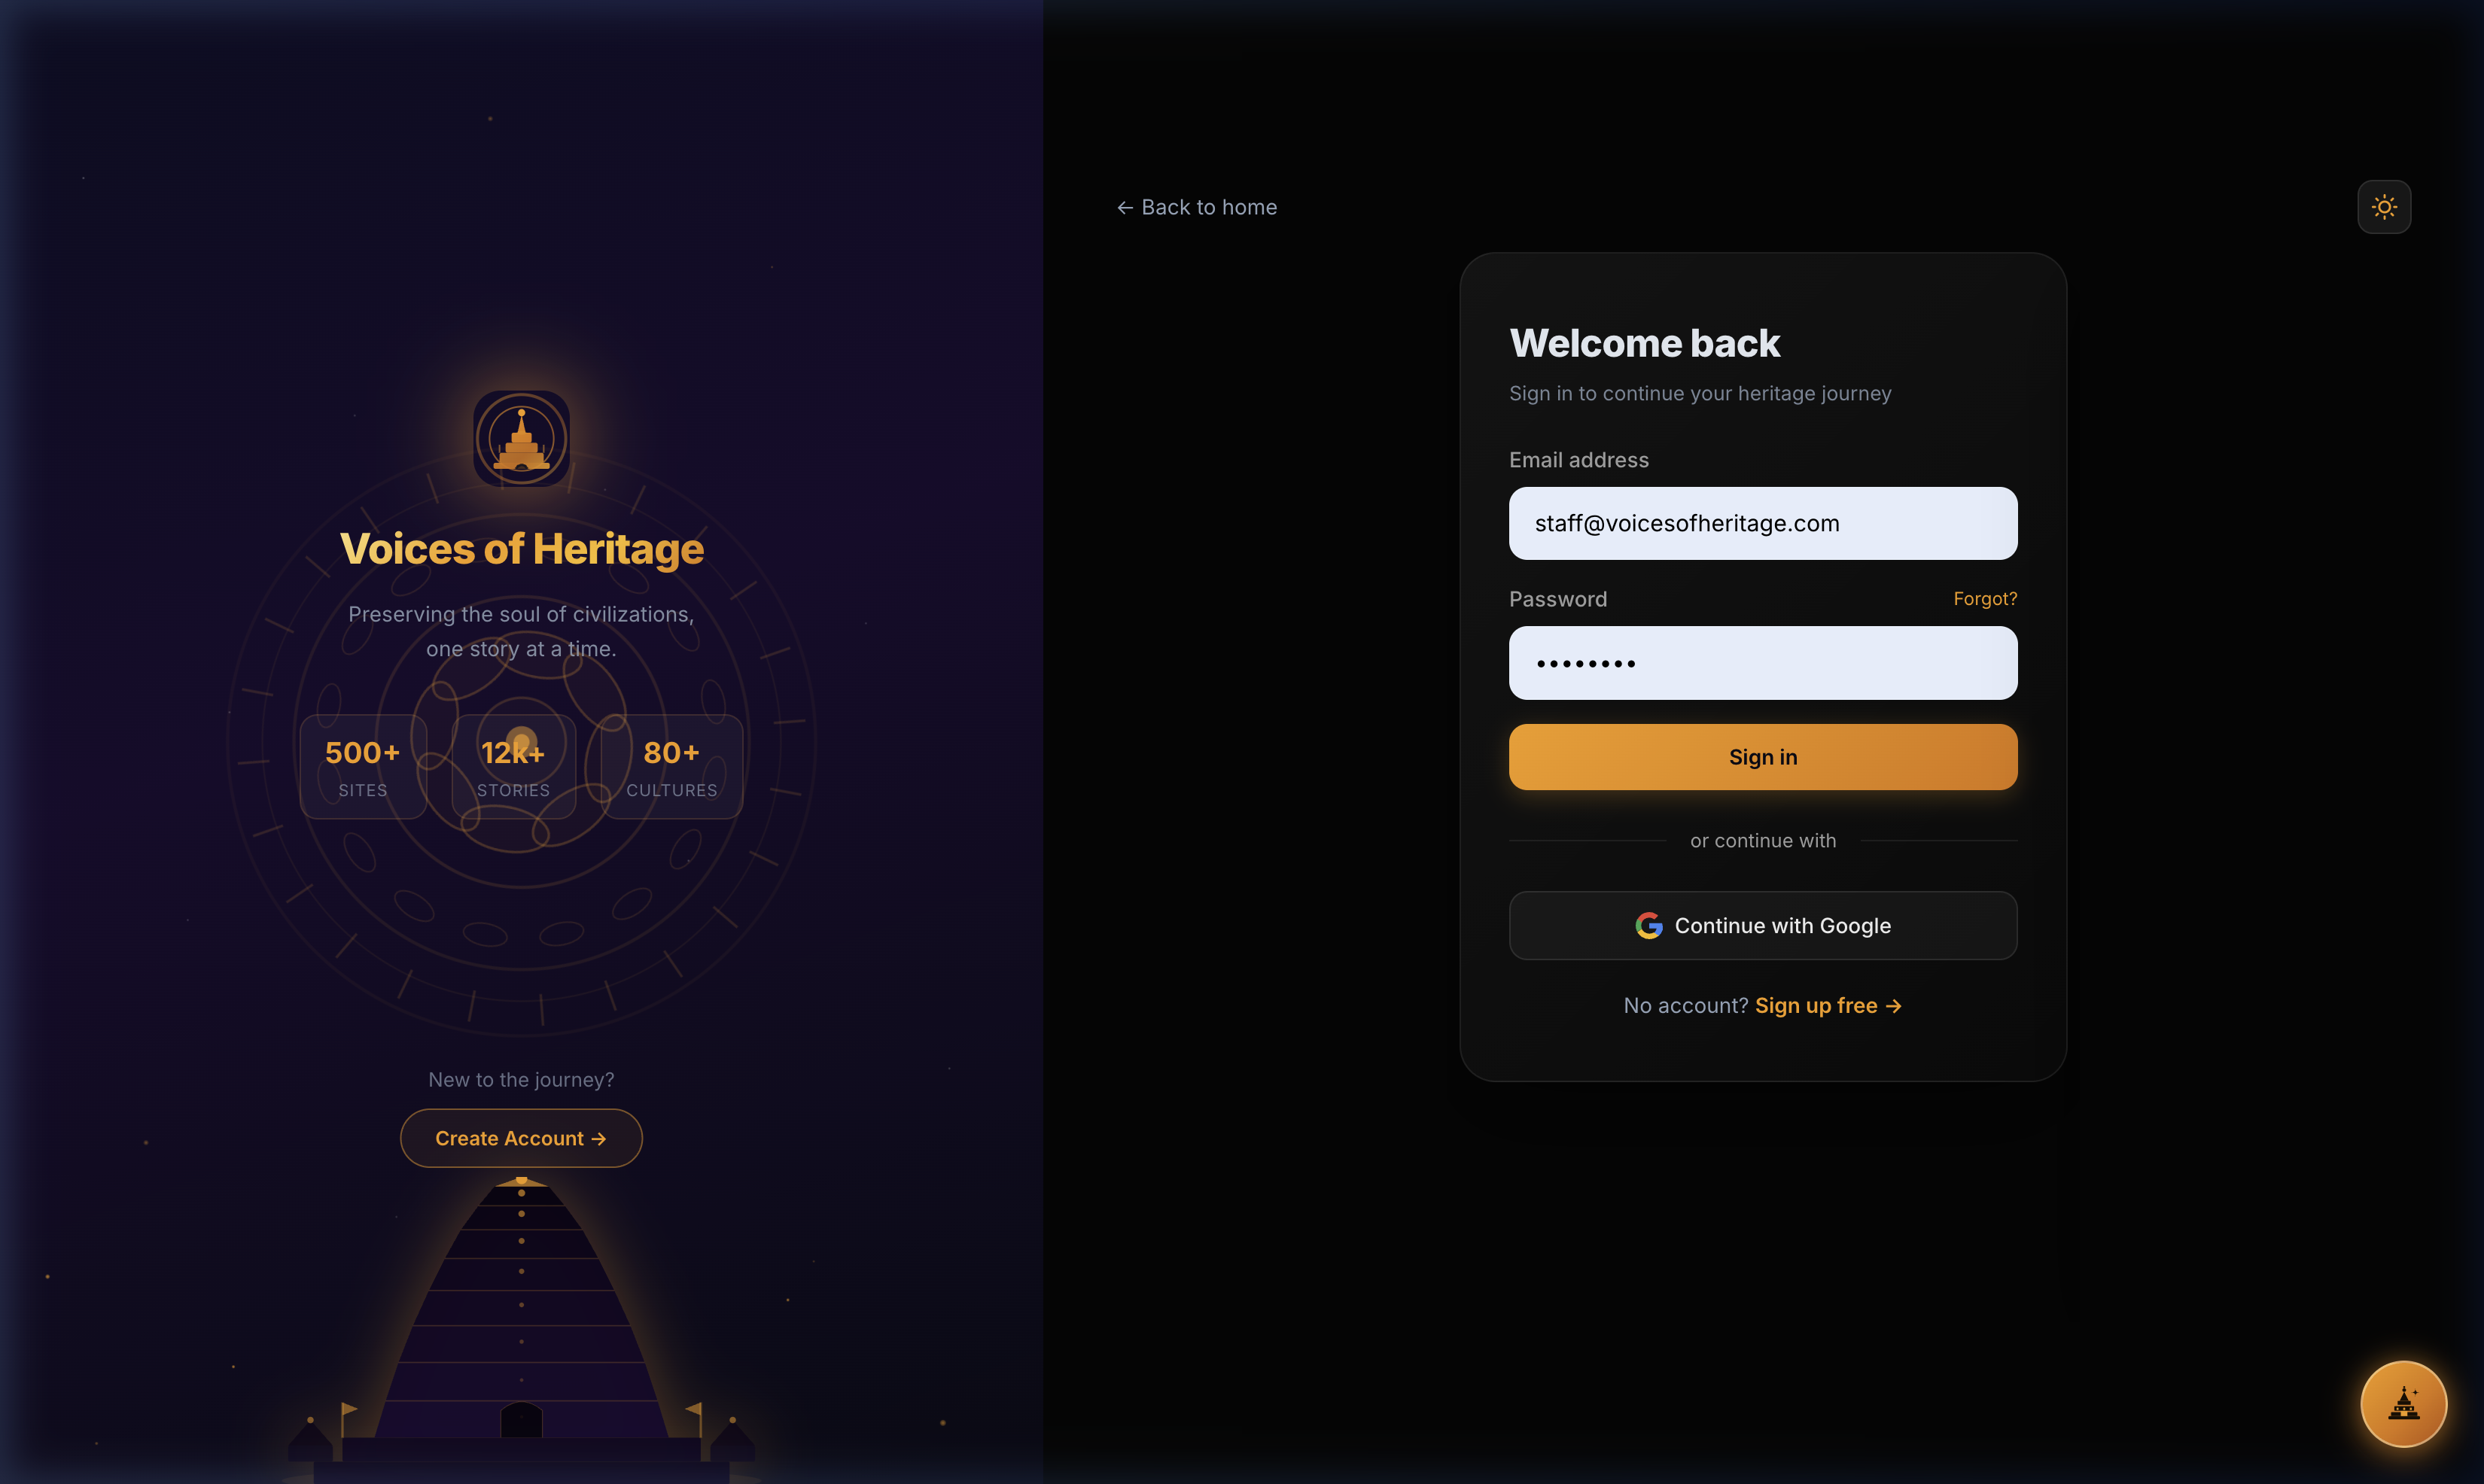 Voices of Heritage
Preserving the soul of civilizations,
one story at a time.
500+
SITES
12k+
STORIES
80+
CULTURES
New to the journey?
Create Account →
← Back to home
Welcome back
Sign in to continue your heritage journey
Email address
staff@voicesofheritage.com
Password
Forgot?
••••••••
Sign in
or continue with
Continue with Google
No account? Sign up free →